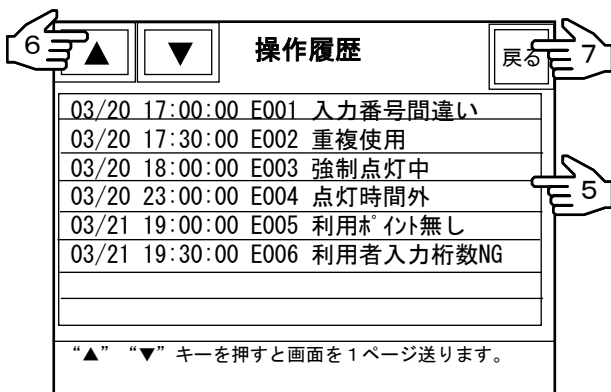 6 ▲ ▼ 操作履歴 戻る 7
03/20 17:00:00 E001 入力番号間違い
03/20 17:30:00 E002 重複使用
03/20 18:00:00 E003 強制点灯中
03/20 23:00:00 E004 点灯時間外
5
03/21 19:00:00 E005 利用ﾎﾟｲﾝﾄ無し
03/21 19:30:00 E006 利用者入力桁数NG
“▲” “▼” キーを押すと画面を１ページ送ります。